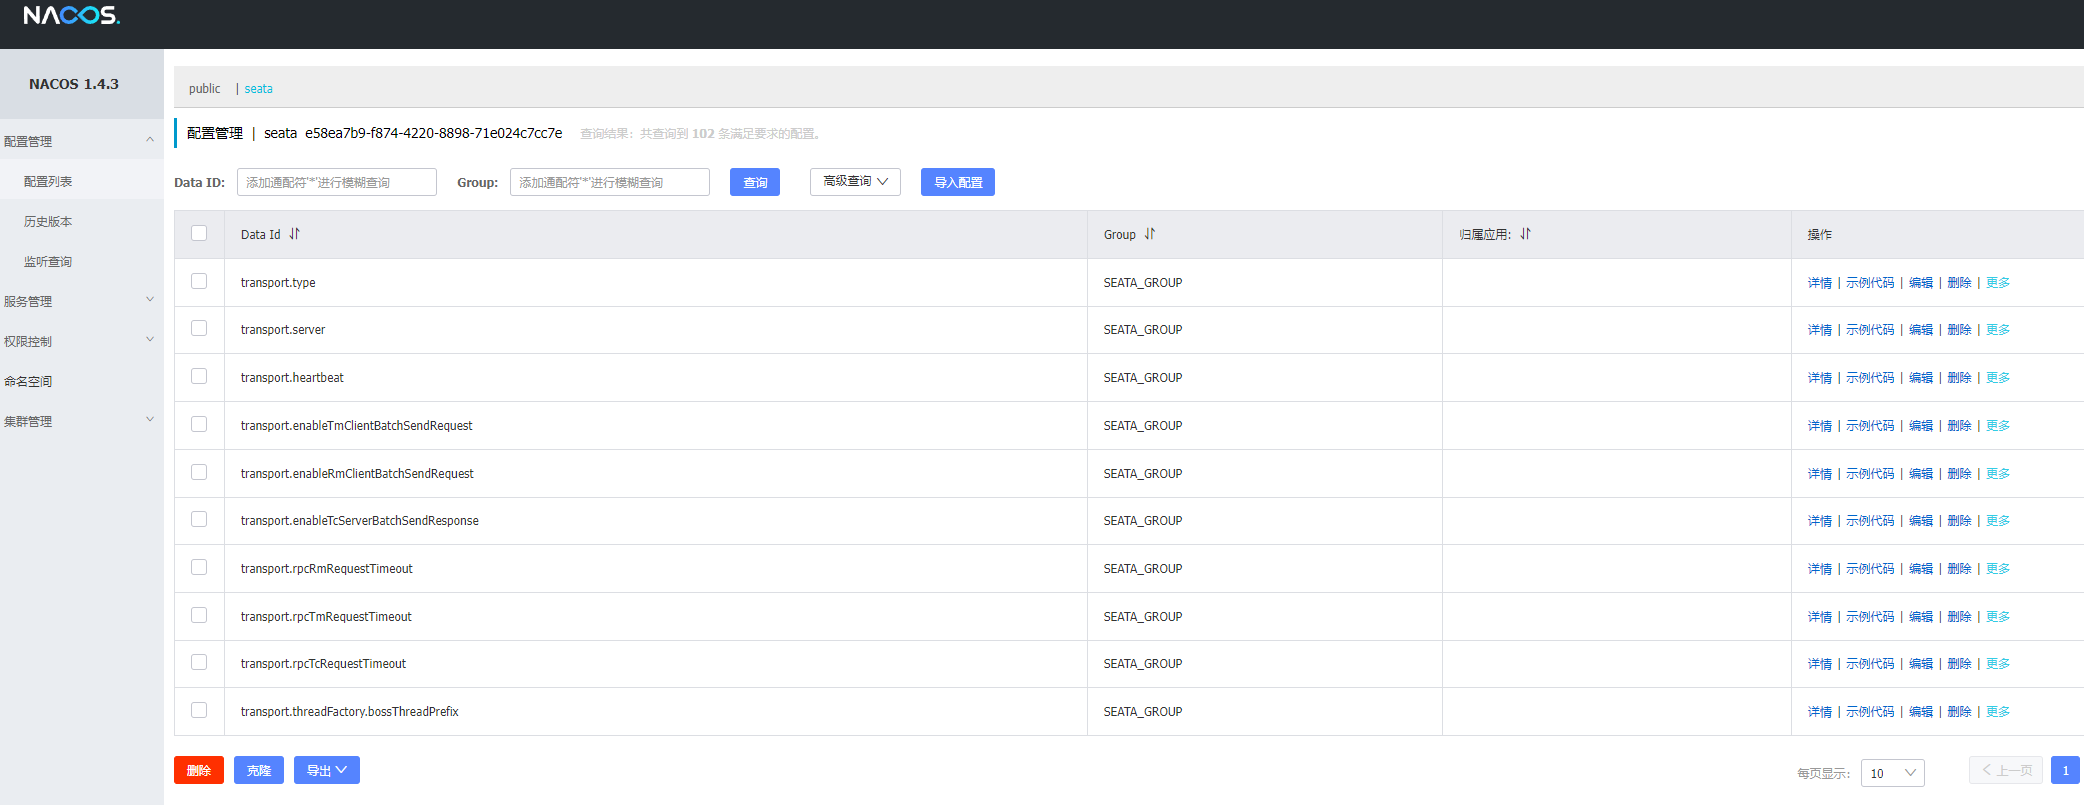 NACOS.
NACOS 1.4.3
配置管理
配置列表
历史版本
监听查询
服务管理
权限控制
命名空间
集群管理
public | seata
配置管理 | seata e58ea7b9-f874-4220-8898-71e024c7cc7e 查询结果：共查询到 102 条满足要求的配置。
Data ID: 添加通配符'*'进行模糊查询 Group: 添加通配符'*'进行模糊查询 查询 高级查询 导入配置
Data Id Group 归属应用: 操作
transport.type SEATA_GROUP 详情 | 示例代码 | 编辑 | 删除 | 更多
transport.server SEATA_GROUP 详情 | 示例代码 | 编辑 | 删除 | 更多
transport.heartbeat SEATA_GROUP 详情 | 示例代码 | 编辑 | 删除 | 更多
transport.enableTmClientBatchSendRequest SEATA_GROUP 详情 | 示例代码 | 编辑 | 删除 | 更多
transport.enableRmClientBatchSendRequest SEATA_GROUP 详情 | 示例代码 | 编辑 | 删除 | 更多
transport.enableTcServerBatchSendResponse SEATA_GROUP 详情 | 示例代码 | 编辑 | 删除 | 更多
transport.rpcRmRequestTimeout SEATA_GROUP 详情 | 示例代码 | 编辑 | 删除 | 更多
transport.rpcTmRequestTimeout SEATA_GROUP 详情 | 示例代码 | 编辑 | 删除 | 更多
transport.rpcTcRequestTimeout SEATA_GROUP 详情 | 示例代码 | 编辑 | 删除 | 更多
transport.threadFactory.bossThreadPrefix SEATA_GROUP 详情 | 示例代码 | 编辑 | 删除 | 更多
删除 克隆 导出 每页显示: 10 上一页 1